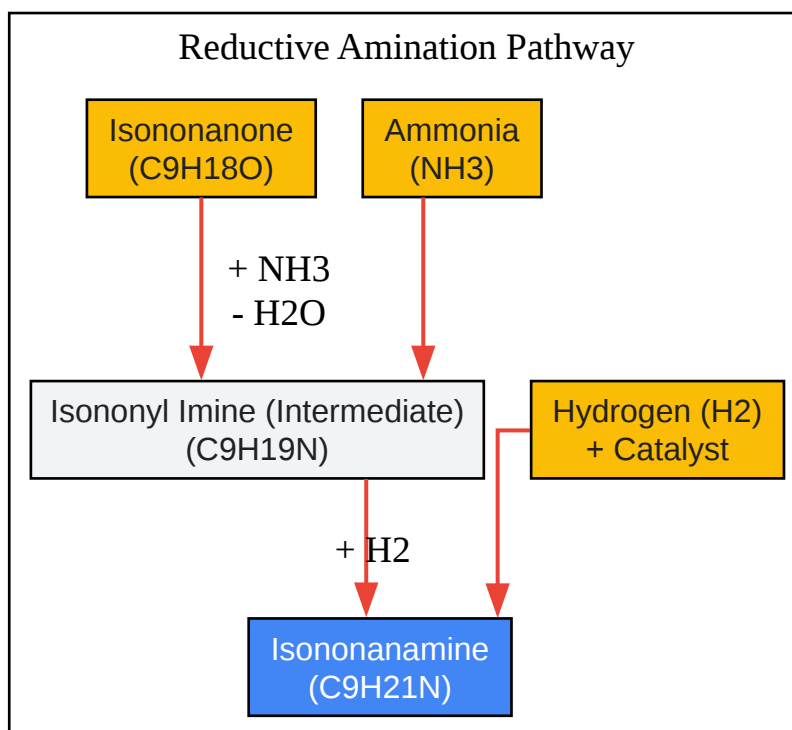 Reductive Amination Pathway
Isononanone
(C9H18O)
Ammonia
(NH3)
+ NH3
- H2O
Isononyl Imine (Intermediate)
(C9H19N)
Hydrogen (H2)
+ Catalyst
+ H2
Isononanamine
(C9H21N)